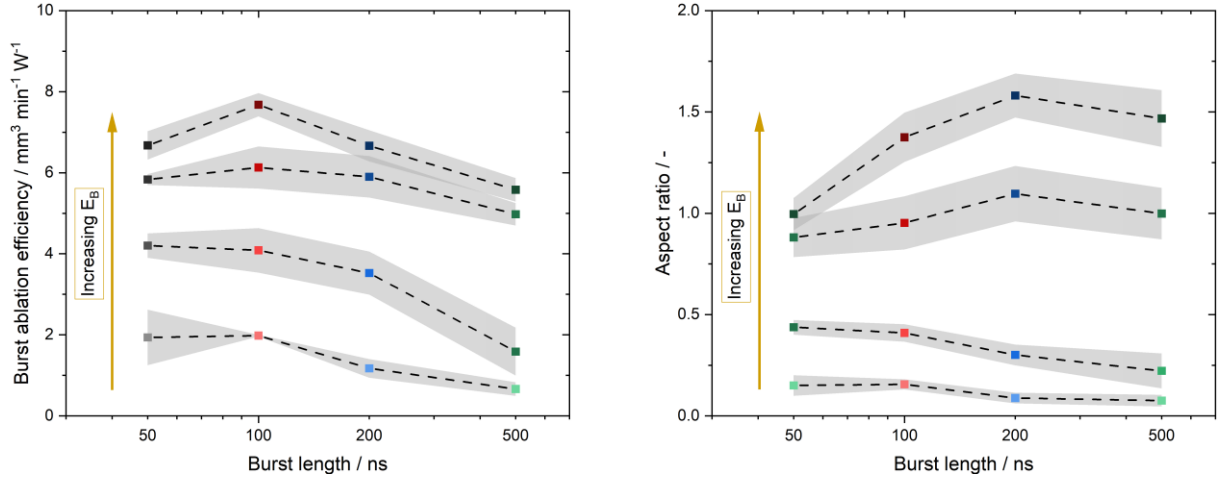 Burst ablation efficiency / mm³ min⁻¹ W⁻¹
10
8
6
4
2
0
Increasing E_B
50 100 200 500
Burst length / ns
Aspect ratio / -
2.0
1.5
1.0
0.5
0.0
Increasing E_B
50 100 200 500
Burst length / ns